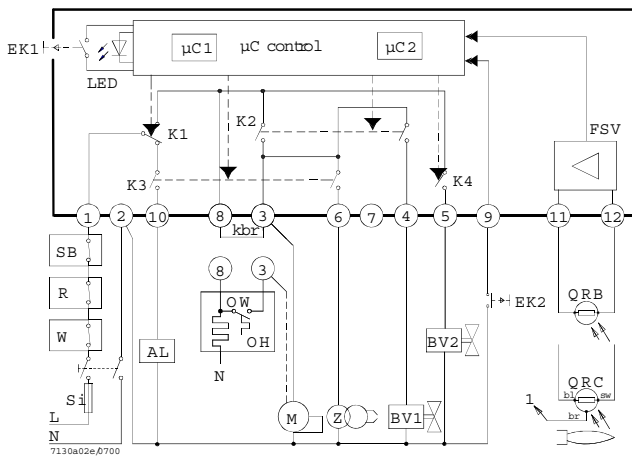 µC1
µC control
µC2
EK1
LED
FSV
K1
K2
K3
K4
1 2 10 8 3 6 7 4 5 9 11 12
kbr
SB
R
W
8 3
OW
OH
N
AL
EK2
QRB
BV2
QRC
bl sw
br
1
Si
M
Z
BV1
L
N
7130a02e/0700